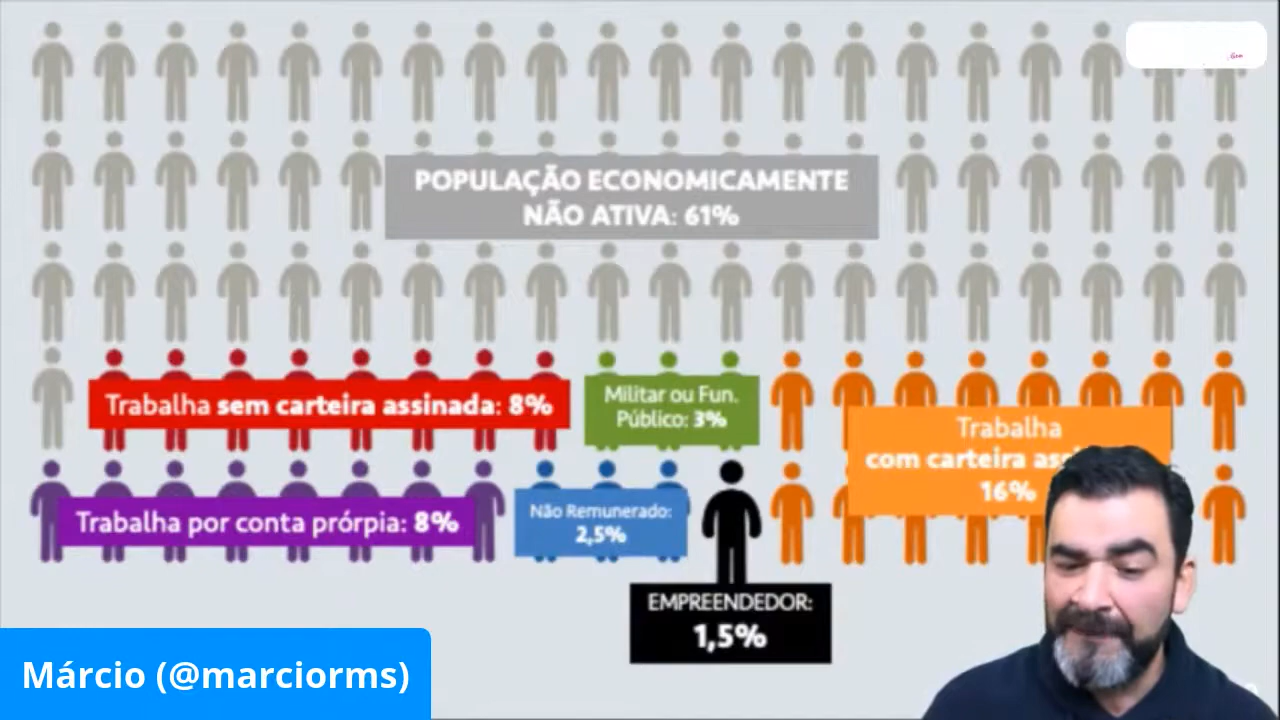 POPULAÇÃO ECONOMICAMENTE
NÃO ATIVA: 61%
Trabalha sem carteira assinada: 8%
Militar ou Fun.
Público: 3%
Trabalha
com carteira
16%
Trabalha por conta prórpia: 8%
Não Remunerado:
2,5%
EMPREENDEDOR:
1,5%
Márcio (@marciorms)